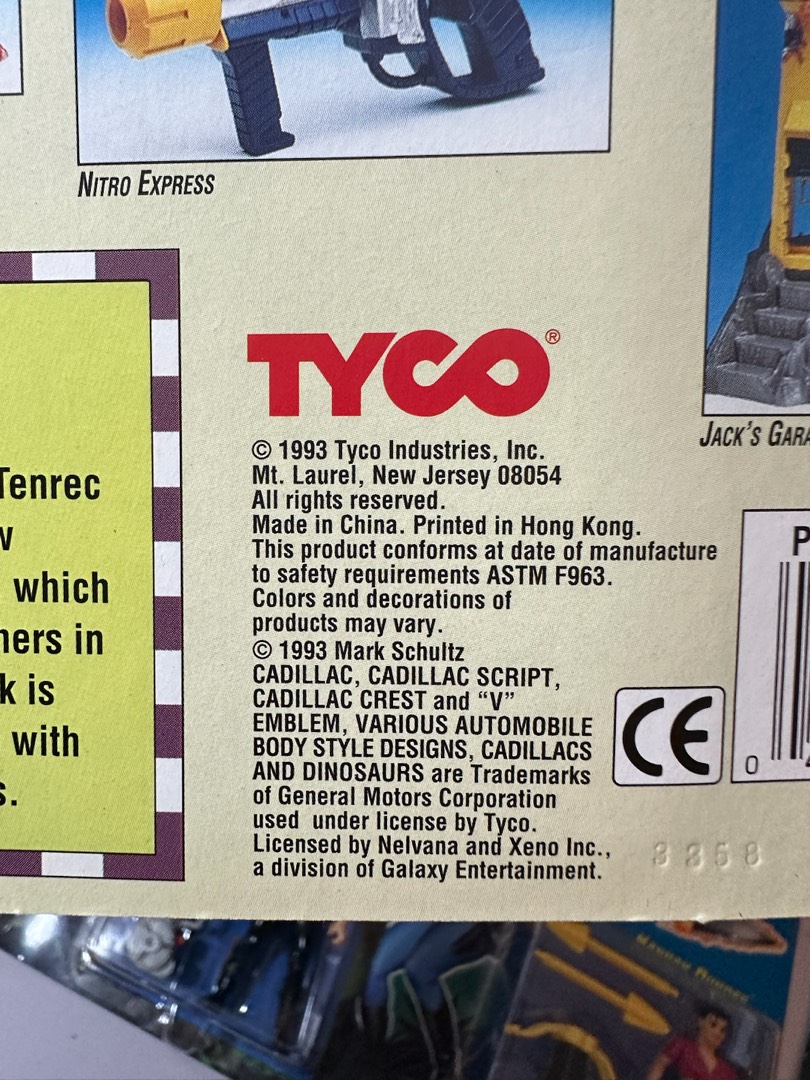 NITRO EXPRESS
JACK'S
Tenrec
which
k is
with
TYCO®
© 1993 Tyco Industries, Inc.
Mt. Laurel, New Jersey 08054
All rights reserved.
Made in China. Printed in Hong Kong.
This product conforms at date of manufacture
to safety requirements ASTM F963.
Colors and decorations of
products may vary.
© 1993 Mark Schultz
CADILLAC, CADILLAC SCRIPT,
CADILLAC CREST and “V”
EMBLEM, VARIOUS AUTOMOBILE
BODY STYLE DESIGNS, CADILLACS
AND DINOSAURS are Trademarks
of General Motors Corporation
used under license by Tyco.
Licensed by Nelvana and Xeno Inc.,
a division of Galaxy Entertainment.
CE
P
0
3358